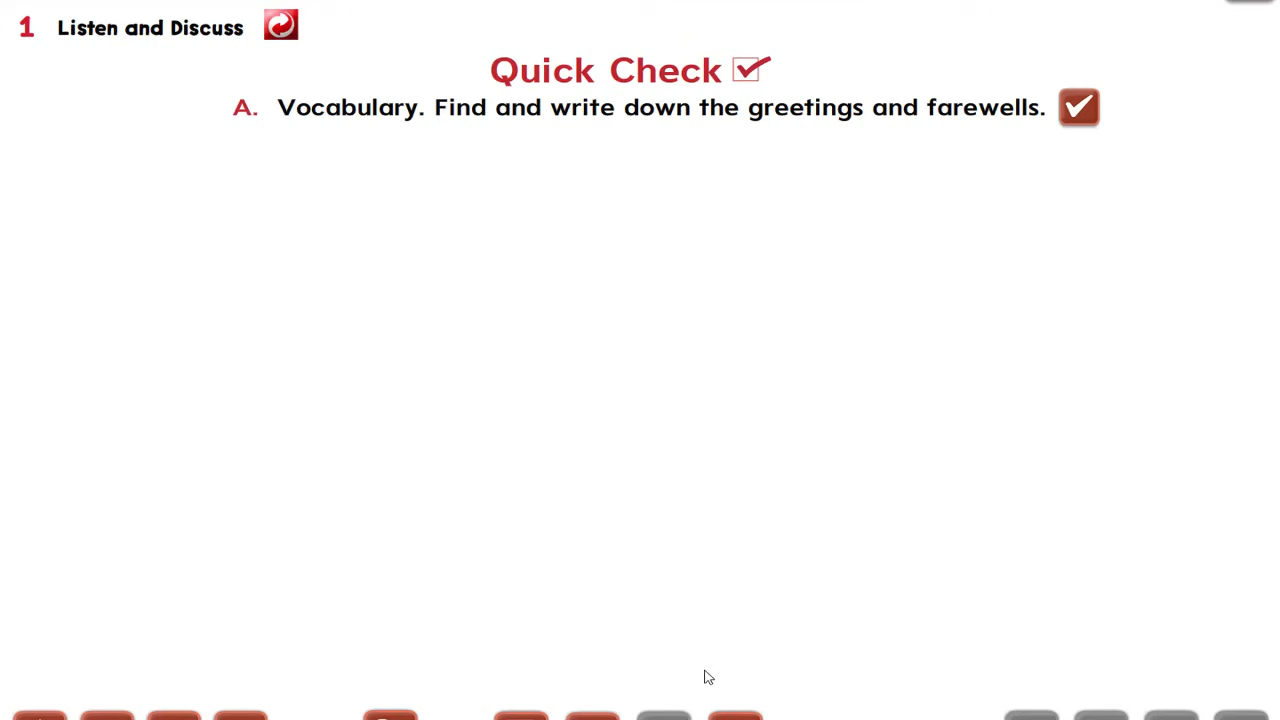 1 Listen and Discuss
Quick Check
A. Vocabulary. Find and write down the greetings and farewells.